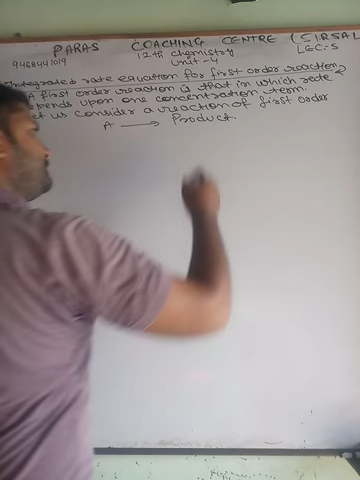 PARAS COACHING CENTRE (SIRSA)
9468441019 12th chemistry LEC-5
Unit-4
Integrated rate equation for first order reaction
A first order reaction is that in which rate
depends upon one concentration term.
Let us consider a reaction of first order
A → Product.